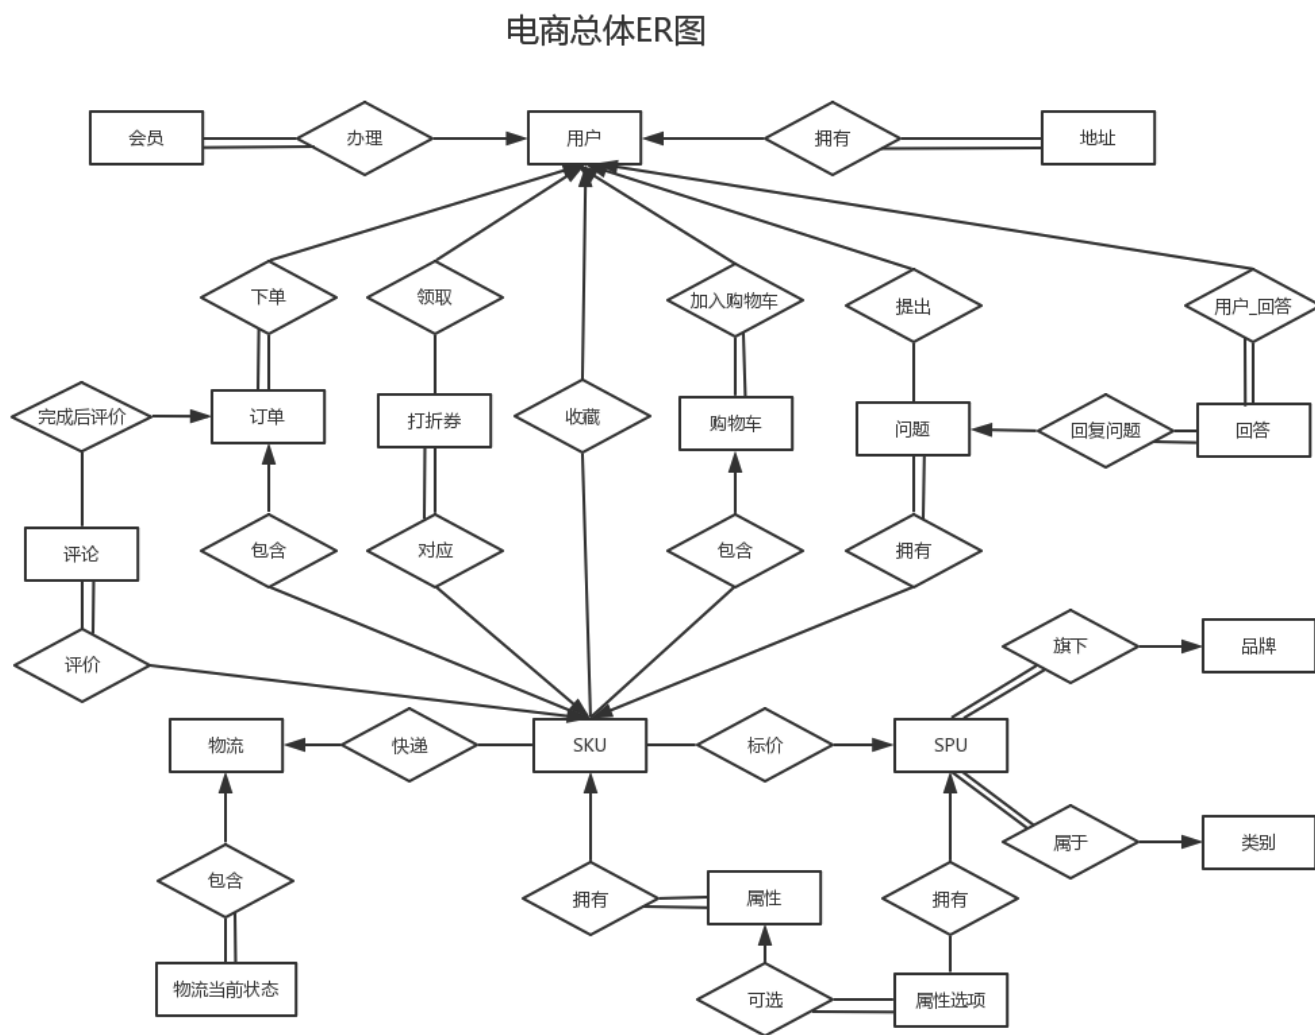 电商总体ER图
会员
办理
用户
拥有
地址
下单
领取
加入购物车
提出
用户_回答
完成后评价
订单
打折券
收藏
购物车
问题
回复问题
回答
评论
包含
对应
包含
拥有
评价
旗下
品牌
物流
快递
SKU
标价
SPU
属于
类别
包含
拥有
属性
拥有
物流当前状态
可选
属性选项